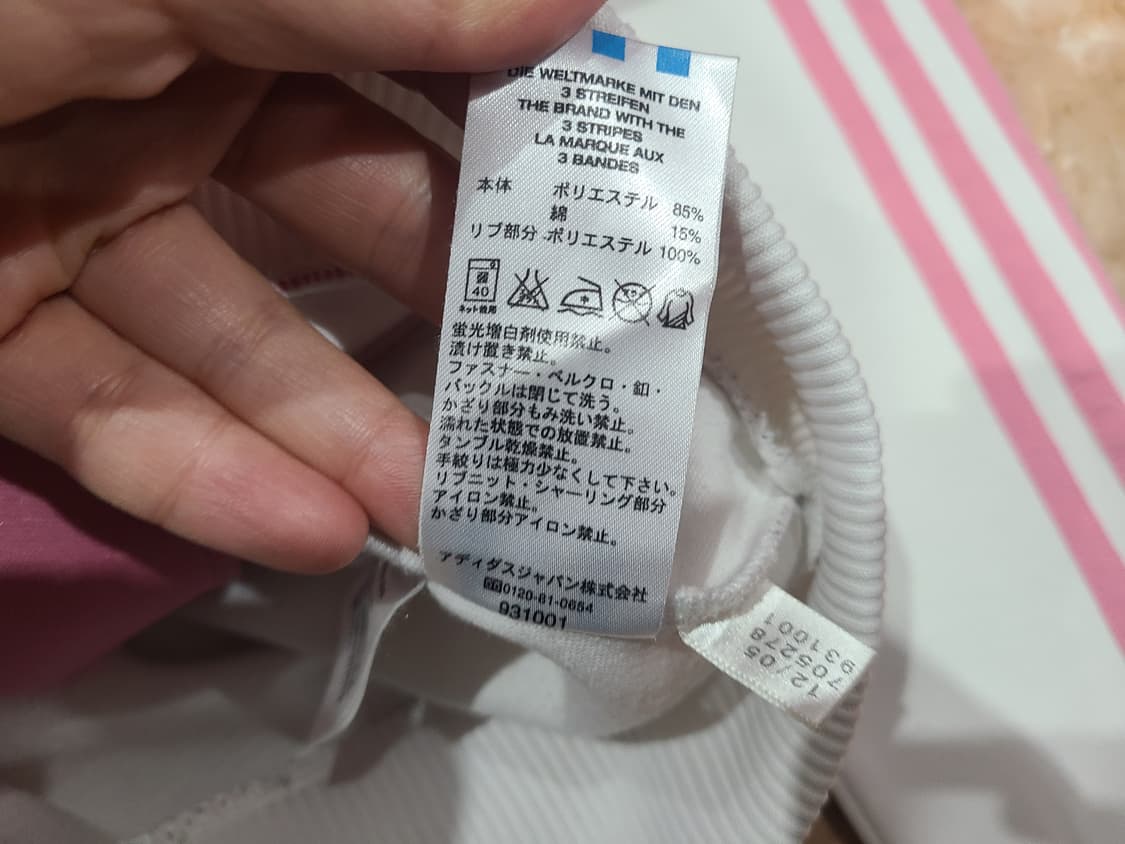 DIE WELTMARKE MIT DEN
3 STREIFEN
THE BRAND WITH THE
3 STRIPES
LA MARQUE AUX
3 BANDES
本体 ポリエステル 85%
綿 15%
リブ部分 ポリエステル 100%
弱
40
ネット使用
中
蛍光増白剤使用禁止。
漬け置き禁止。
ファスナー・ベルクロ・釦・
バックルは閉じて洗う。
かざり部分もみ洗い禁止。
濡れた状態での放置禁止。
タンブル乾燥禁止。
手絞りは極力少なくして下さい。
リブニット・シャーリング部分
アイロン禁止。
かざり部分アイロン禁止。
アディダスジャパン株式会社
0120-81-0654
931001
12/05
705278
931001